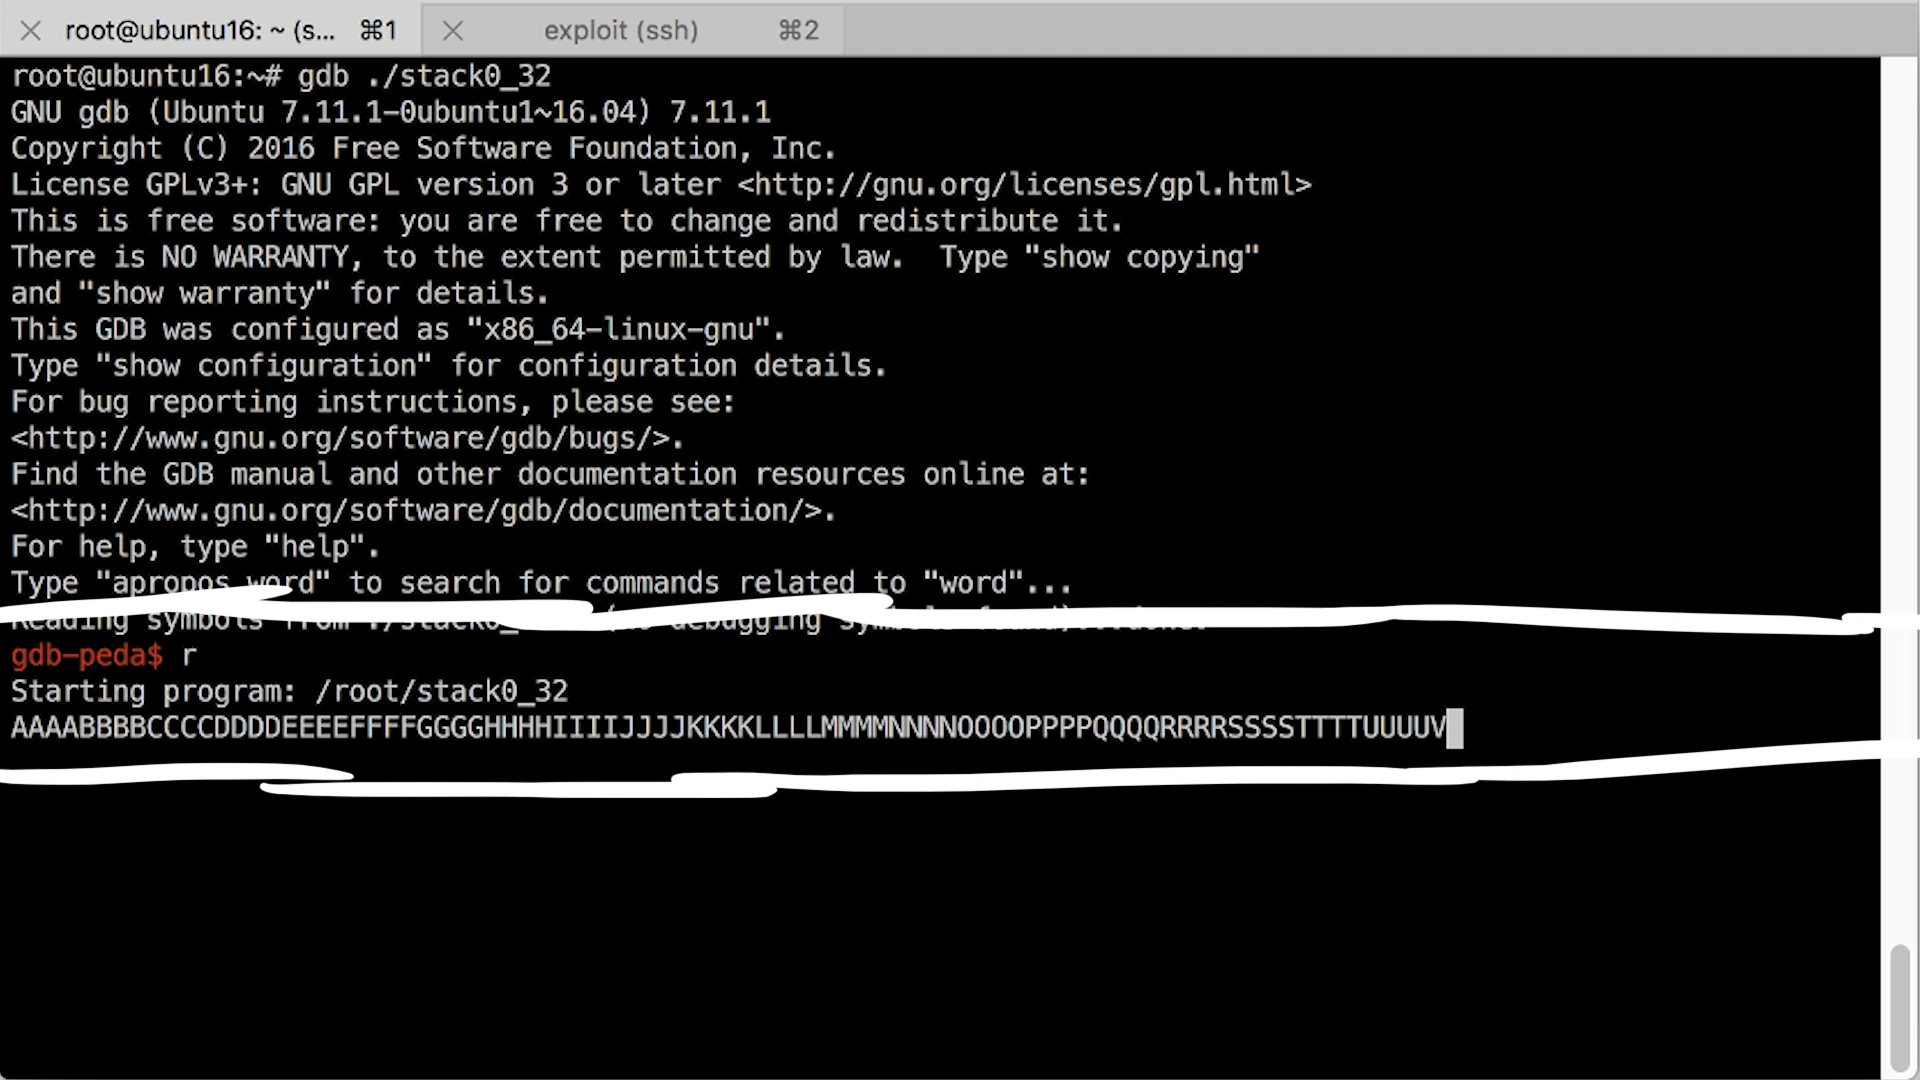 root@ubuntu16: ~ (s... ⌘1
exploit (ssh) ⌘2
root@ubuntu16:~# gdb ./stack0_32
GNU gdb (Ubuntu 7.11.1-0ubuntu1~16.04) 7.11.1
Copyright (C) 2016 Free Software Foundation, Inc.
License GPLv3+: GNU GPL version 3 or later <http://gnu.org/licenses/gpl.html>
This is free software: you are free to change and redistribute it.
There is NO WARRANTY, to the extent permitted by law.  Type "show copying"
and "show warranty" for details.
This GDB was configured as "x86_64-linux-gnu".
Type "show configuration" for configuration details.
For bug reporting instructions, please see:
<http://www.gnu.org/software/gdb/bugs/>.
Find the GDB manual and other documentation resources online at:
<http://www.gnu.org/software/gdb/documentation/>.
For help, type "help".
Type "apropos word" to search for commands related to "word"...
Reading symbols from debugging symbols
gdb-peda$ r
Starting program: /root/stack0_32
AAAABBBBCCCCDDDDEEEEFFFFGGGGHHHHIIIIJJJJKKKKLLLLMMMMNNNNOOOOPPPPQQQQRRRRSSSSTTTTUUUUV